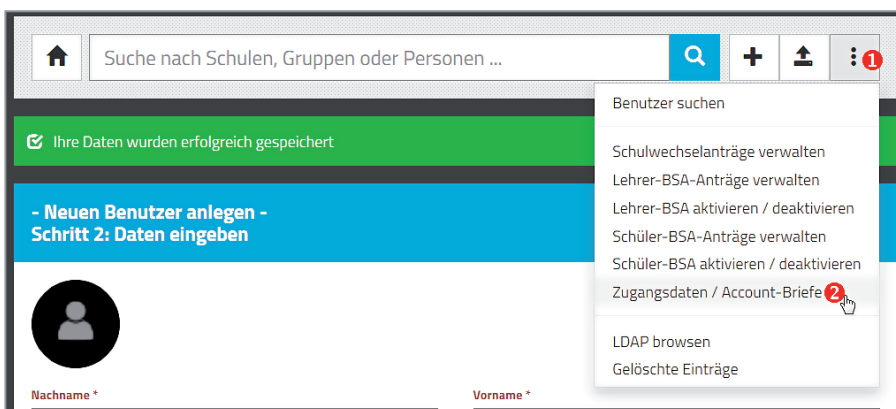 Suche nach Schulen, Gruppen oder Personen ...
1
Benutzer suchen
Ihre Daten wurden erfolgreich gespeichert
Schulwechselanträge verwalten
Lehrer-BSA-Anträge verwalten
Lehrer-BSA aktivieren / deaktivieren
Schüler-BSA-Anträge verwalten
Schüler-BSA aktivieren / deaktivieren
Zugangsdaten / Account-Briefe 2
LDAP browsen
Gelöschte Einträge
- Neuen Benutzer anlegen -
Schritt 2: Daten eingeben
Nachname *
Vorname *